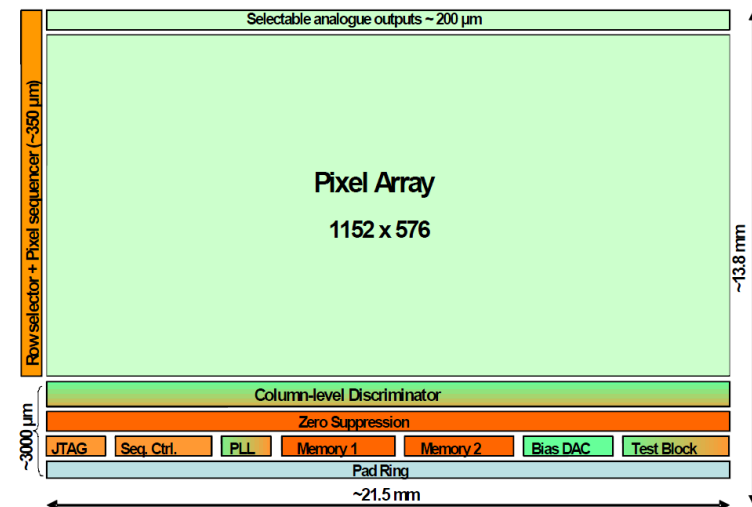 Selectable analogue outputs ~ 200 µm
Row selector + Pixel sequencer (~350 µm)
Pixel Array
1152 x 576
~13.8 mm
Column-level Discriminator
Zero Suppression
~3000 µm
JTAG Seq. Ctrl. PLL Memory 1 Memory 2 Bias DAC Test Block
Pad Ring
~21.5 mm